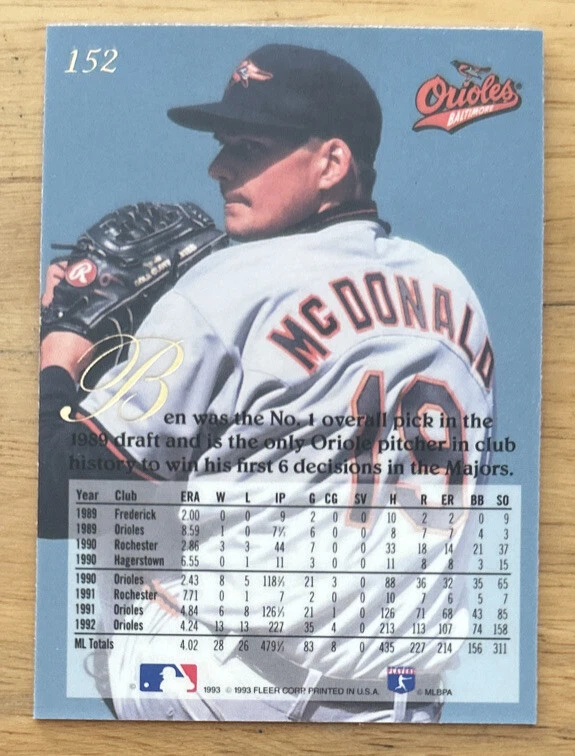 152
Orioles
BALTIMORE
R
MCDONALD
19
Ben was the No. 1 overall pick in the
1989 draft and is the only Oriole pitcher in club
history to win his first 6 decisions in the Majors.
Year Club ERA W L IP G CG SV H R ER BB SO
1989 Frederick 2.00 0 0 9 2 0 0 10 2 2 0 9
1989 Orioles 8.59 1 0 7⅓ 6 0 0 8 7 7 4 3
1990 Rochester 2.86 3 3 44 7 0 0 33 18 14 21 37
1990 Hagerstown 6.55 0 1 11 3 0 0 11 8 8 3 15
1990 Orioles 2.43 8 5 118⅔ 21 3 0 88 36 32 35 65
1991 Rochester 7.71 0 1 7 2 0 0 10 7 6 5 7
1991 Orioles 4.84 6 8 126⅓ 21 1 0 126 71 68 43 85
1992 Orioles 4.24 13 13 227 35 4 0 213 113 107 74 158
ML Totals 4.02 28 26 479⅓ 83 8 0 435 227 214 156 311
© 1993 © 1993 FLEER CORP. PRINTED IN U.S.A. © MLBPA